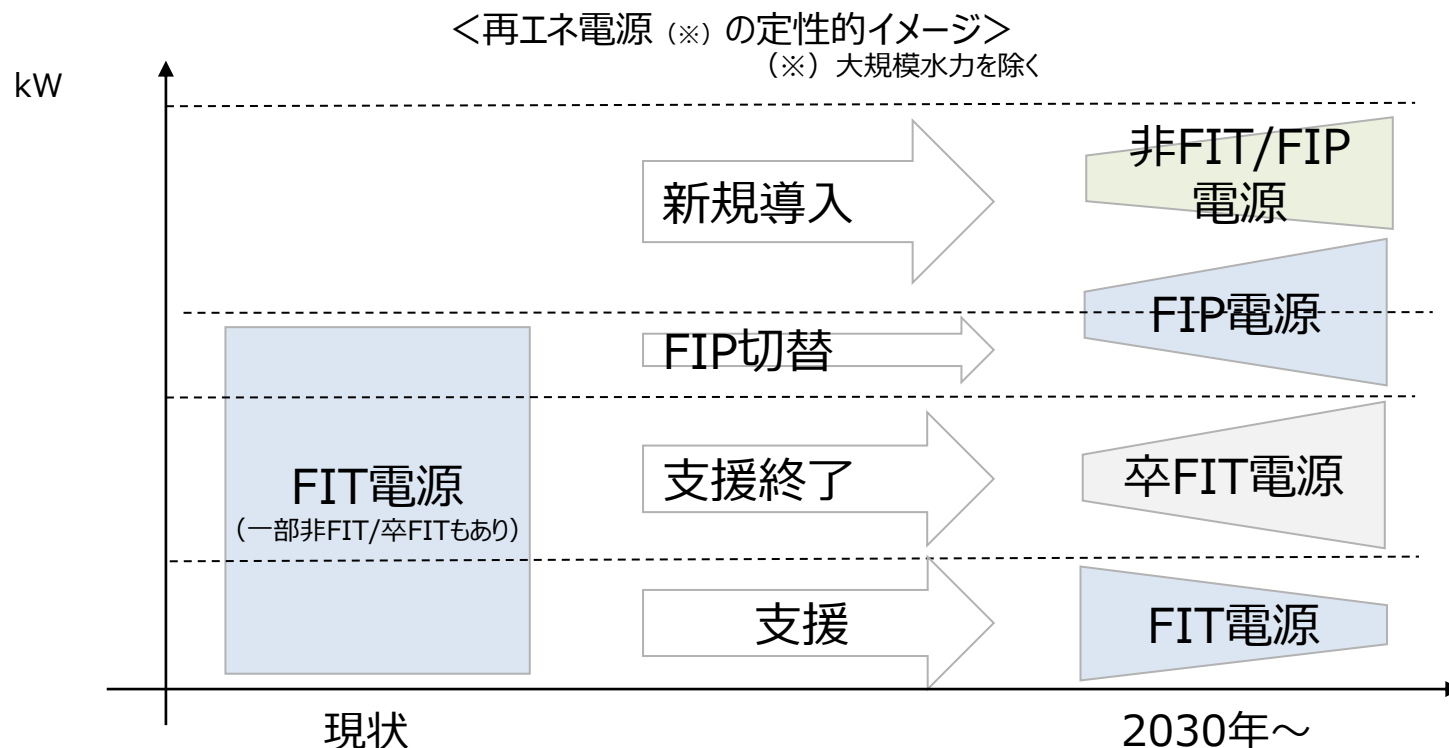 ＜再エネ電源（※）の定性的イメージ＞
（※）大規模水力を除く
kW
新規導入
非FIT/FIP
電源
FIP切替
FIP電源
FIT電源
（一部非FIT/卒FITもあり）
支援終了
卒FIT電源
支援
FIT電源
現状
2030年～